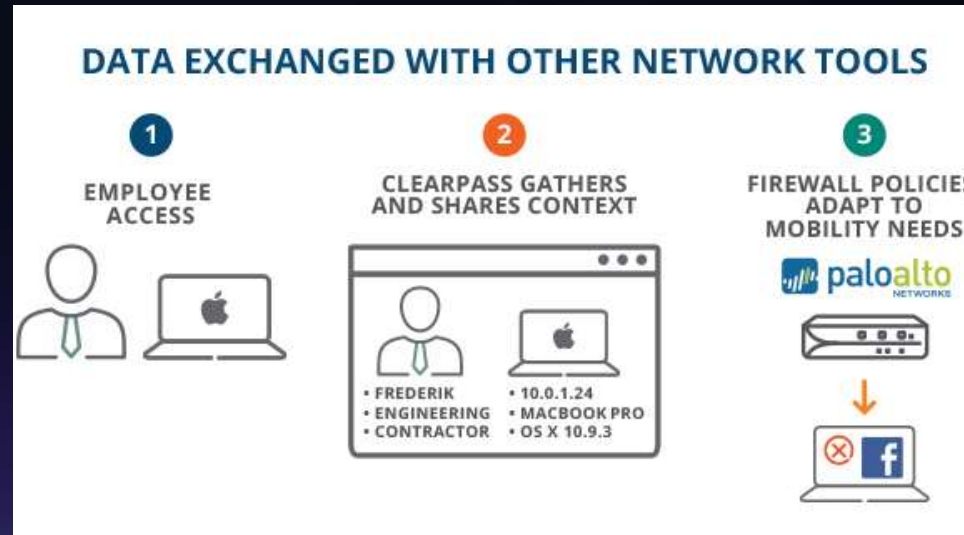 DATA EXCHANGED WITH OTHER NETWORK TOOLS
1
EMPLOYEE
ACCESS
2
CLEARPASS GATHERS
AND SHARES CONTEXT
• FREDERIK
• ENGINEERING
• CONTRACTOR
• 10.0.1.24
• MACBOOK PRO
• OS X 10.9.3
3
FIREWALL POLICIES
ADAPT TO
MOBILITY NEEDS
paloalto
NETWORKS
f